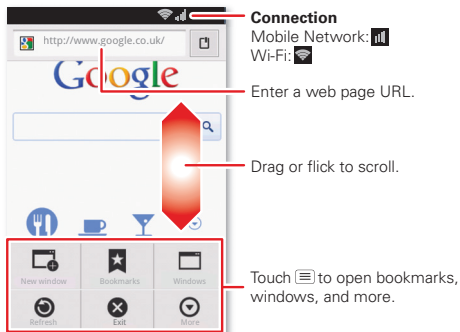 Connection
Mobile Network:
Wi-Fi:
http://www.google.co.uk/
Enter a web page URL.
Google
Drag or flick to scroll.
New window Bookmarks Windows
Refresh Exit More
Touch to open bookmarks,
windows, and more.